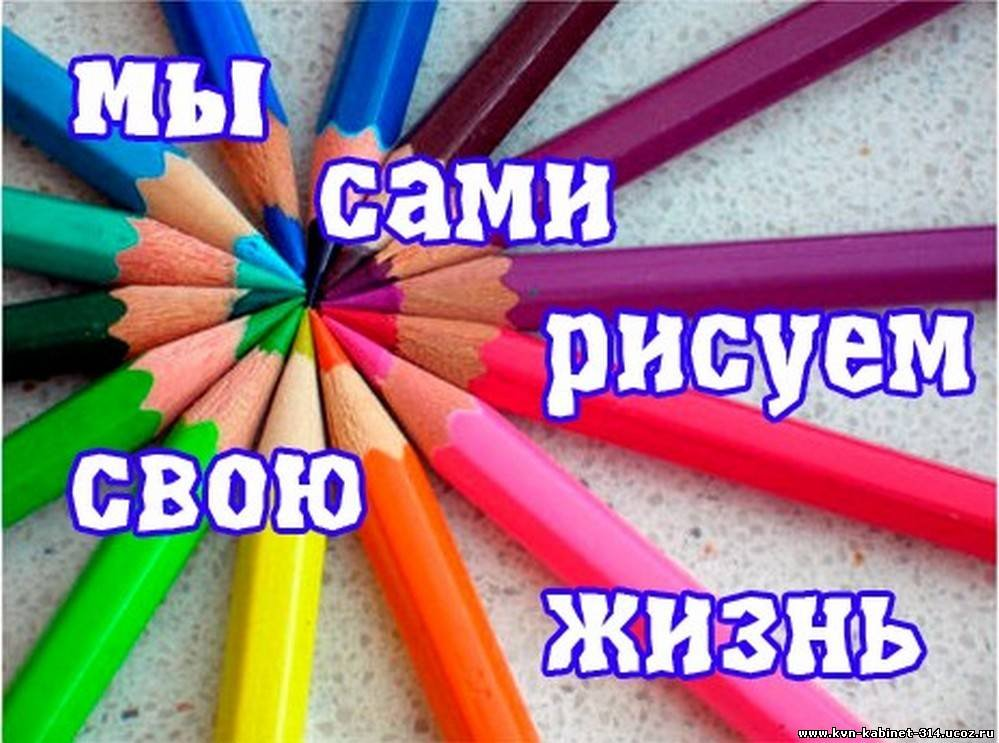 мы
сами
рисуем
свою
жизнь
www.kvn-kabinet-314.ucoz.ru